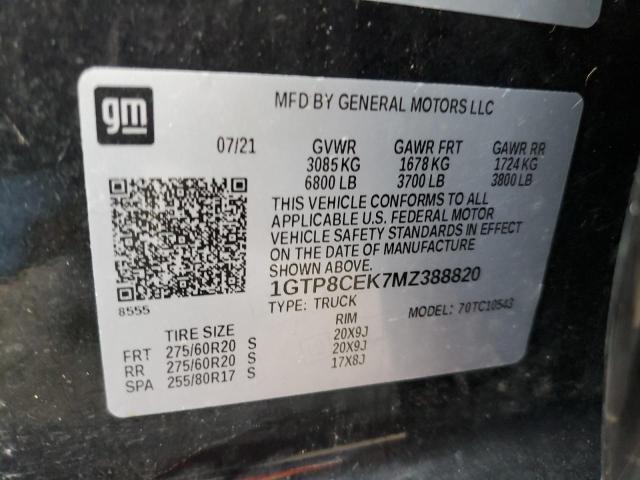 gm
MFD BY GENERAL MOTORS LLC
07/21 GVWR GAWR FRT GAWR RR
3085 KG 1678 KG 1724 KG
6800 LB 3700 LB 3800 LB
THIS VEHICLE CONFORMS TO ALL
APPLICABLE U.S. FEDERAL MOTOR
VEHICLE SAFETY STANDARDS IN EFFECT
ON THE DATE OF MANUFACTURE
SHOWN ABOVE.
1GTP8CEK7MZ388820
8555 TYPE: TRUCK MODEL: 70TC10543
TIRE SIZE RIM
FRT 275/60R20 S 20X9J
RR 275/60R20 S 20X9J
SPA 255/80R17 S 17X8J